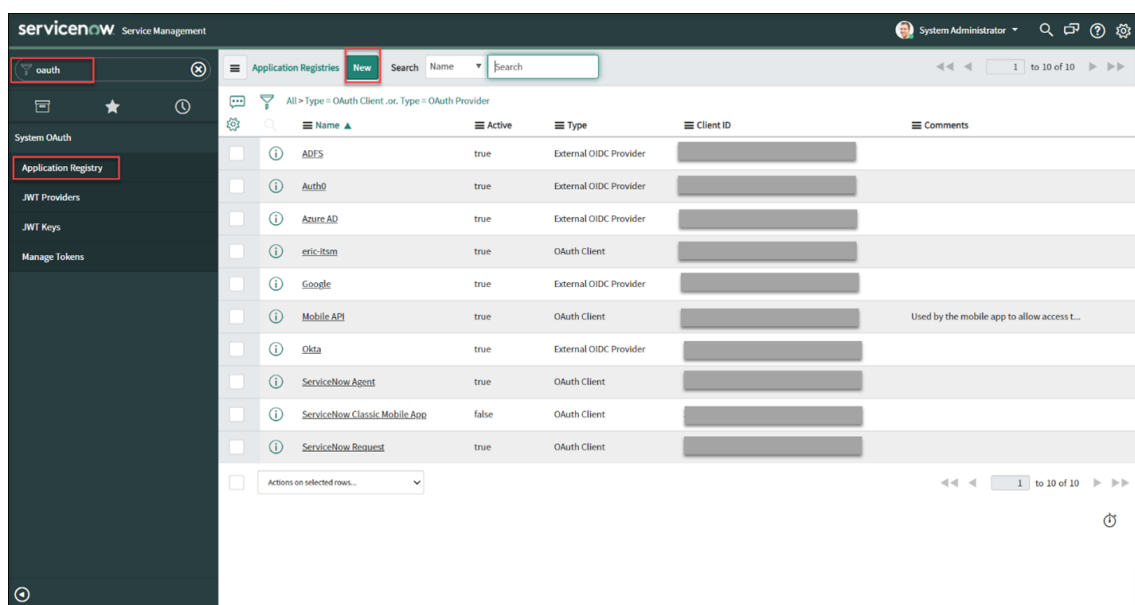 servicenow Service Management
System Administrator
oauth
Application Registries New Search Name Search
1 to 10 of 10
All > Type = OAuth Client .or. Type = OAuth Provider
Name Active Type Client ID Comments
System OAuth
Application Registry
JWT Providers
JWT Keys
Manage Tokens
ADFS true External OIDC Provider
Auth0 true External OIDC Provider
Azure AD true External OIDC Provider
eric-itsm true OAuth Client
Google true External OIDC Provider
Mobile API true OAuth Client Used by the mobile app to allow access t...
Okta true External OIDC Provider
ServiceNow Agent true OAuth Client
ServiceNow Classic Mobile App false OAuth Client
ServiceNow Request true OAuth Client
Actions on selected rows...
1 to 10 of 10